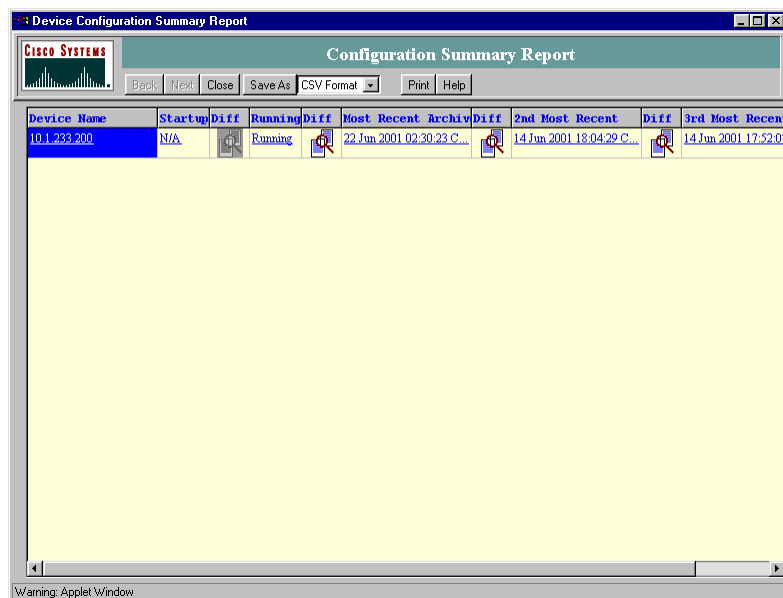 Device Configuration Summary Report
CISCO SYSTEMS
Configuration Summary Report
Back Next Close Save As CSV Format Print Help
Device Name Startup Diff Running Diff Most Recent Archiv Diff 2nd Most Recent Diff 3rd Most Recen
10.1.233.200 N/A Running 22 Jun 2001 02:30:23 C... 14 Jun 2001 18:04:29 C... 14 Jun 2001 17:52:0
Warning: Applet Window